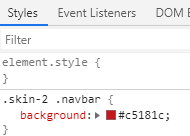 Styles Event Listeners DOM B
Filter
element.style {
}
.skin-2 .navbar {
background: #c5181c;
}